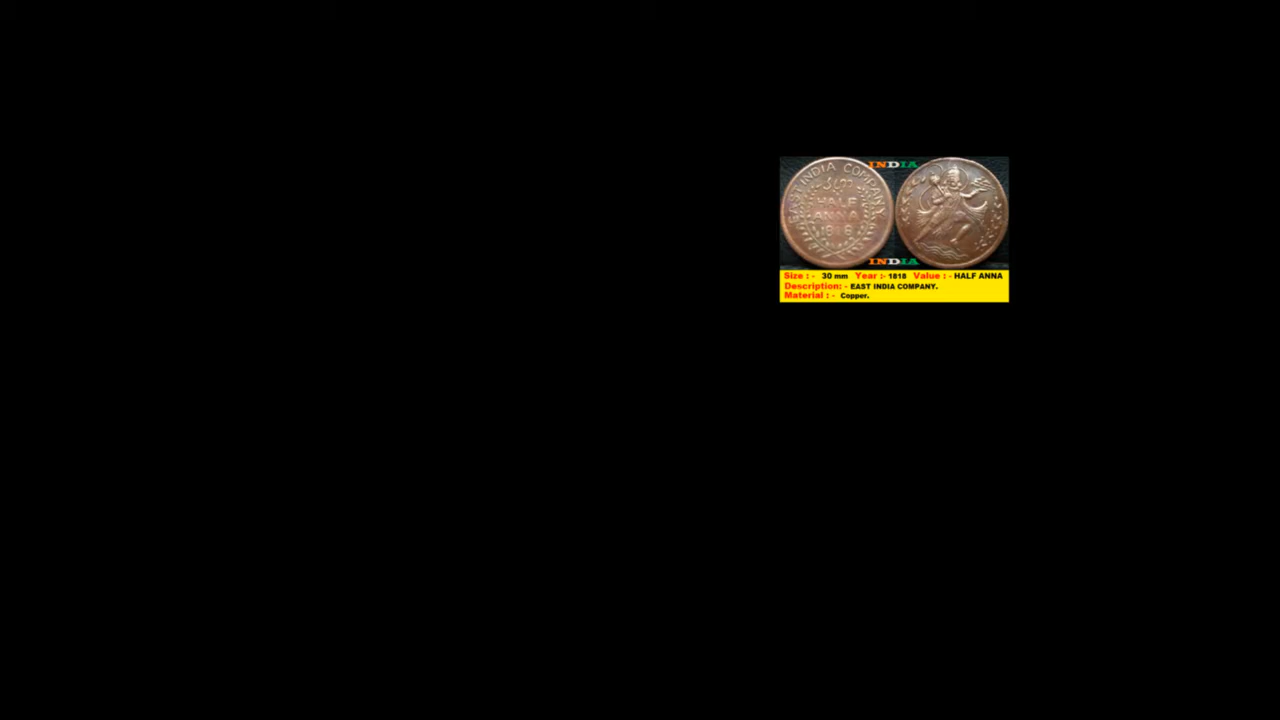 INDIA
EAST INDIA COMPANY
HALF
ANNA
1818
INDIA
Size : - 30 mm Year :- 1818 Value : - HALF ANNA
Description: - EAST INDIA COMPANY.
Material : - Copper.